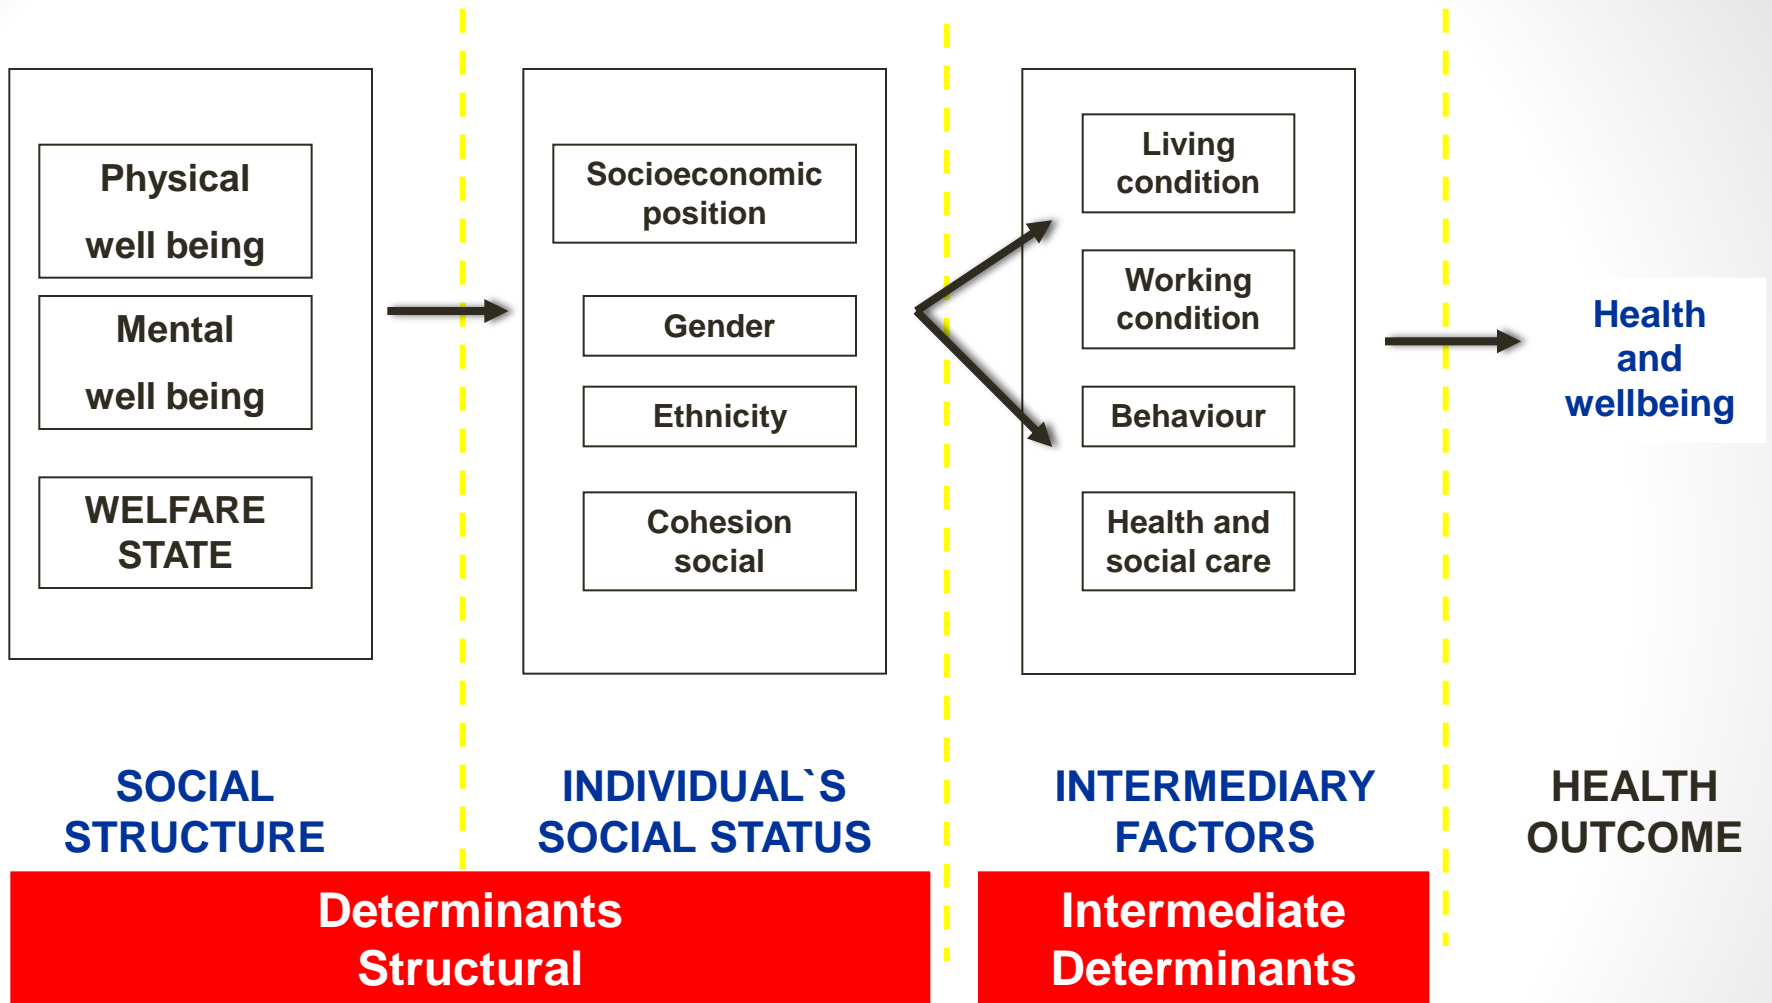 Physical
well being
Mental
well being
WELFARE
STATE
Socioeconomic
position
Gender
Ethnicity
Cohesion
social
Living
condition
Working
condition
Behaviour
Health and
social care
Health
and
wellbeing
SOCIAL
STRUCTURE
INDIVIDUAL`S
SOCIAL STATUS
INTERMEDIARY
FACTORS
HEALTH
OUTCOME
Determinants
Structural
Intermediate
Determinants